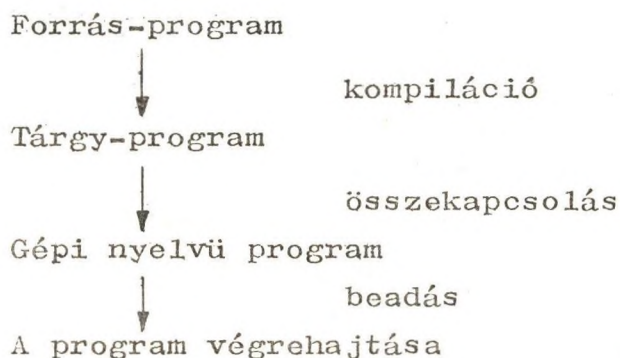 Forrás-program
kompiláció
Tárgy-program
összekapcsolás
Gépi nyelvü program
beadás
A program végrehajtása